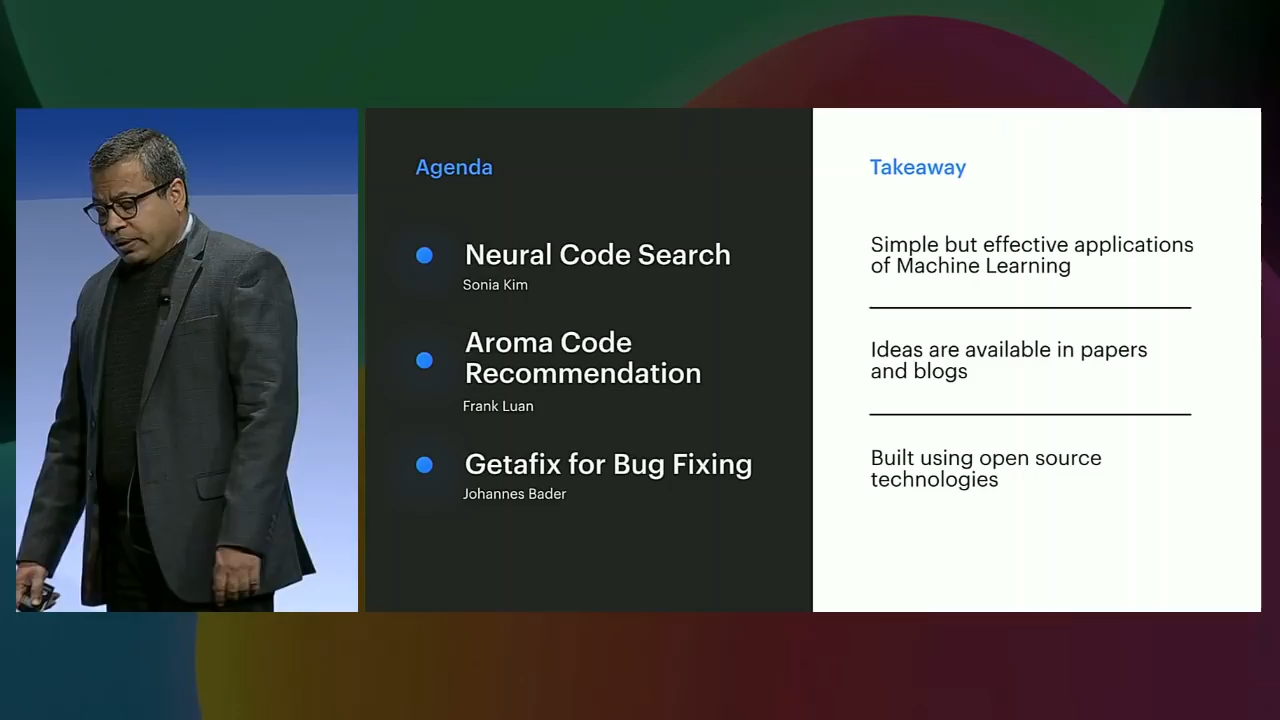 Agenda
Neural Code Search
Sonia Kim
Aroma Code
Recommendation
Frank Luan
Getafix for Bug Fixing
Johannes Bader
Takeaway
Simple but effective applications
of Machine Learning
Ideas are available in papers
and blogs
Built using open source
technologies